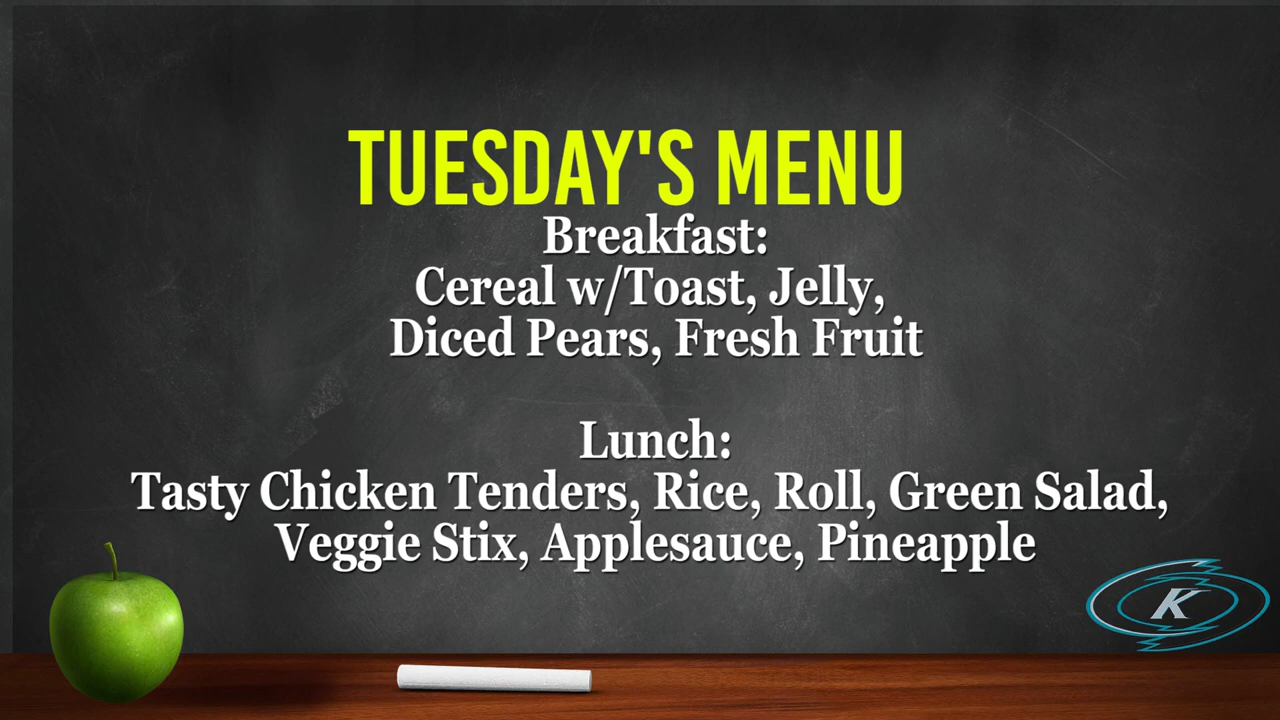 TUESDAY'S MENU
Breakfast:
Cereal w/Toast, Jelly,
Diced Pears, Fresh Fruit
Lunch:
Tasty Chicken Tenders, Rice, Roll, Green Salad,
Veggie Stix, Applesauce, Pineapple
K